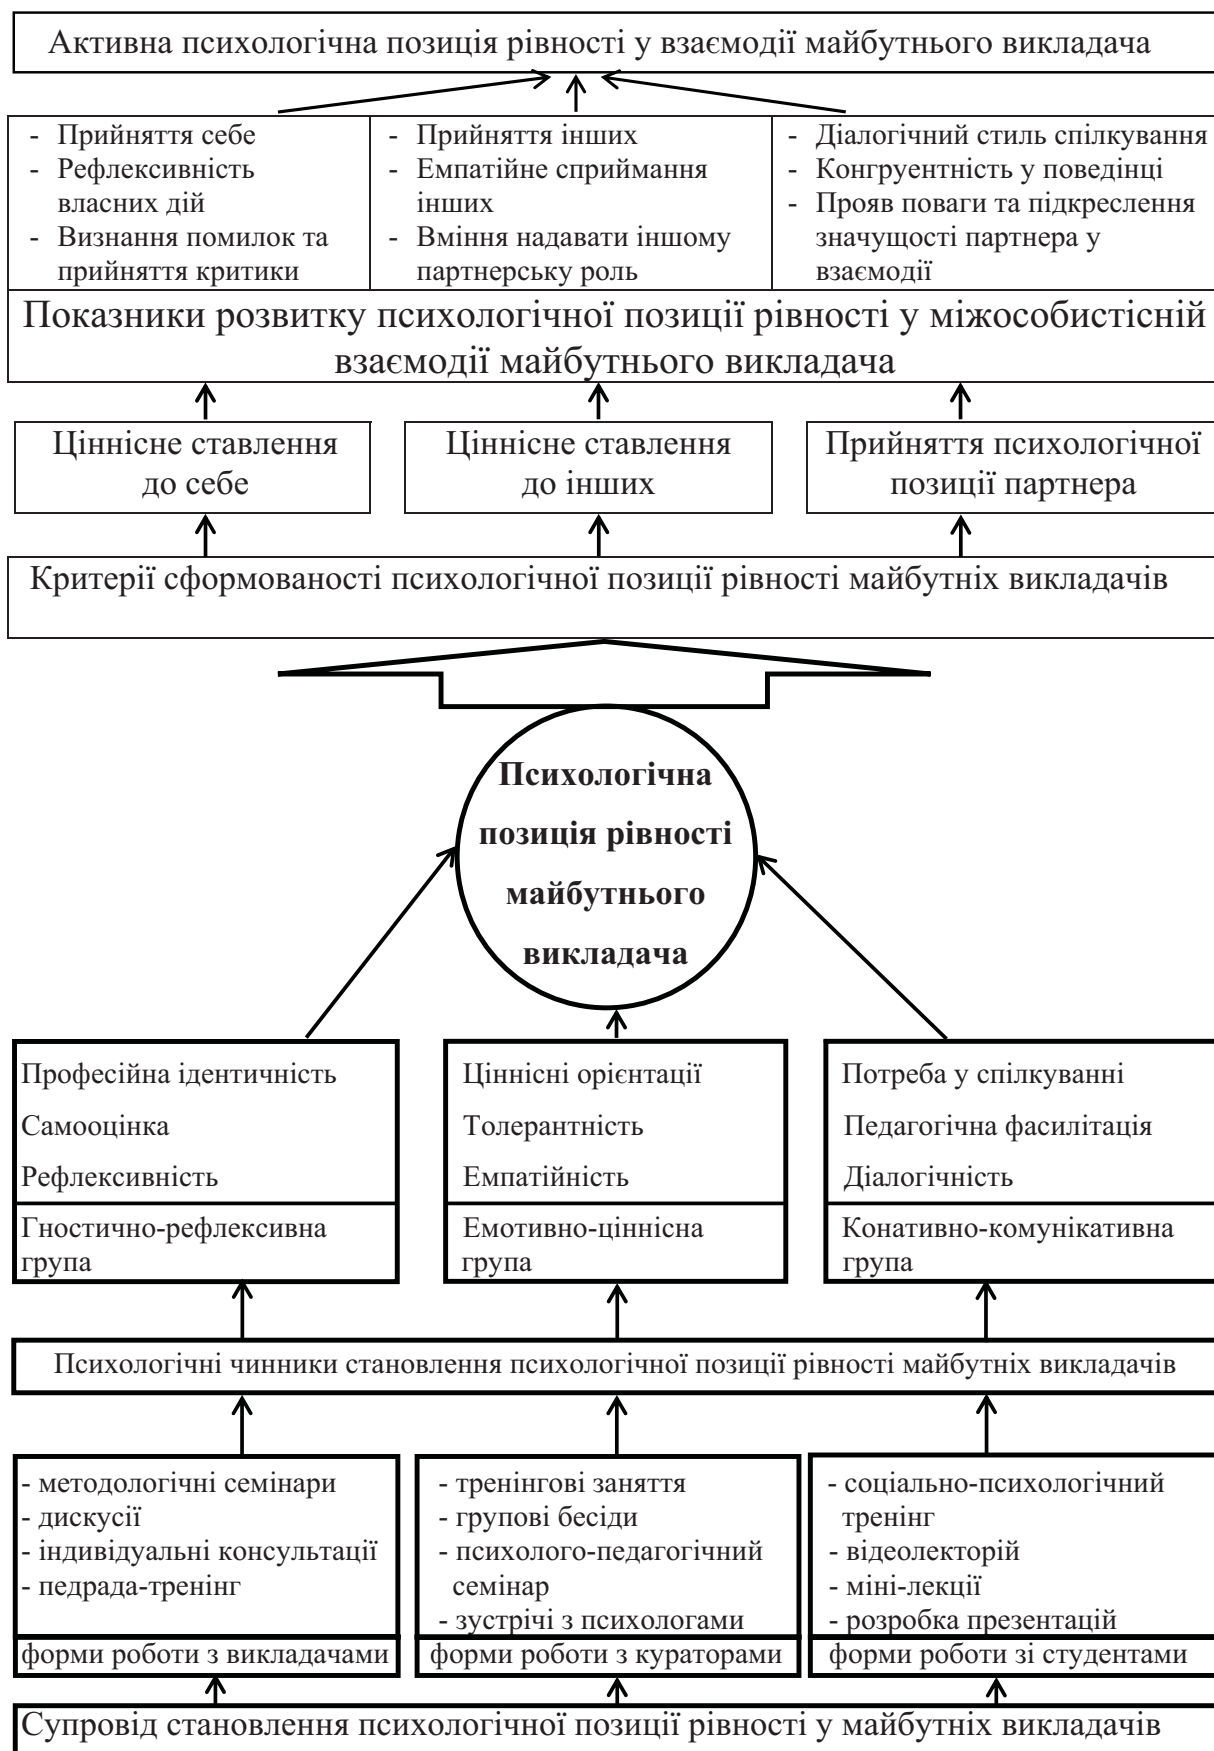 Активна психологічна позиція рівності у взаємодії майбутнього викладача
- Прийняття себе
- Рефлексивність
власних дій
- Визнання помилок та
прийняття критики
- Прийняття інших
- Емпатійне сприймання
інших
- Вміння надавати іншому
партнерську роль
- Діалогічний стиль спілкування
- Конгруентність у поведінці
- Прояв поваги та підкреслення
значущості партнера у
взаємодії
Показники розвитку психологічної позиції рівності у міжособистісній
взаємодії майбутнього викладача
Ціннісне ставлення
до себе
Ціннісне ставлення
до інших
Прийняття психологічної
позиції партнера
Критерії сформованості психологічної позиції рівності майбутніх викладачів
Психологічна
позиція рівності
майбутнього
викладача
Професійна ідентичність
Самооцінка
Рефлексивність
Гностично-рефлексивна
група
Ціннісні орієнтації
Толерантність
Емпатійність
Емотивно-ціннісна
група
Потреба у спілкуванні
Педагогічна фасилітація
Діалогічність
Конативно-комунікативна
група
Психологічні чинники становлення психологічної позиції рівності майбутніх викладачів
- методологічні семінари
- дискусії
- індивідуальні консультації
- педрада-тренінг
форми роботи з викладачами
- тренінгові заняття
- групові бесіди
- психолого-педагогічний
семінар
- зустрічі з психологами
форми роботи з кураторами
- соціально-психологічний
тренінг
- відеолекторій
- міні-лекції
- розробка презентацій
форми роботи зі студентами
Супровід становлення психологічної позиції рівності у майбутніх викладачів